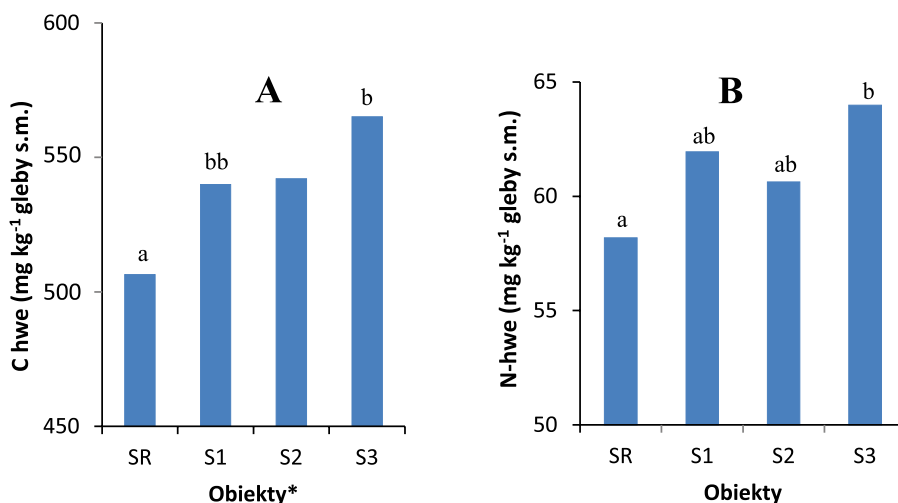 A
C hwe (mg kg⁻¹ gleby s.m.)
600
550
500
450
a
bb
b
SR S1 S2 S3
Obiekty*
B
N-hwe (mg kg⁻¹ gleby s.m.)
65
60
55
50
a
ab
ab
b
SR S1 S2 S3
Obiekty